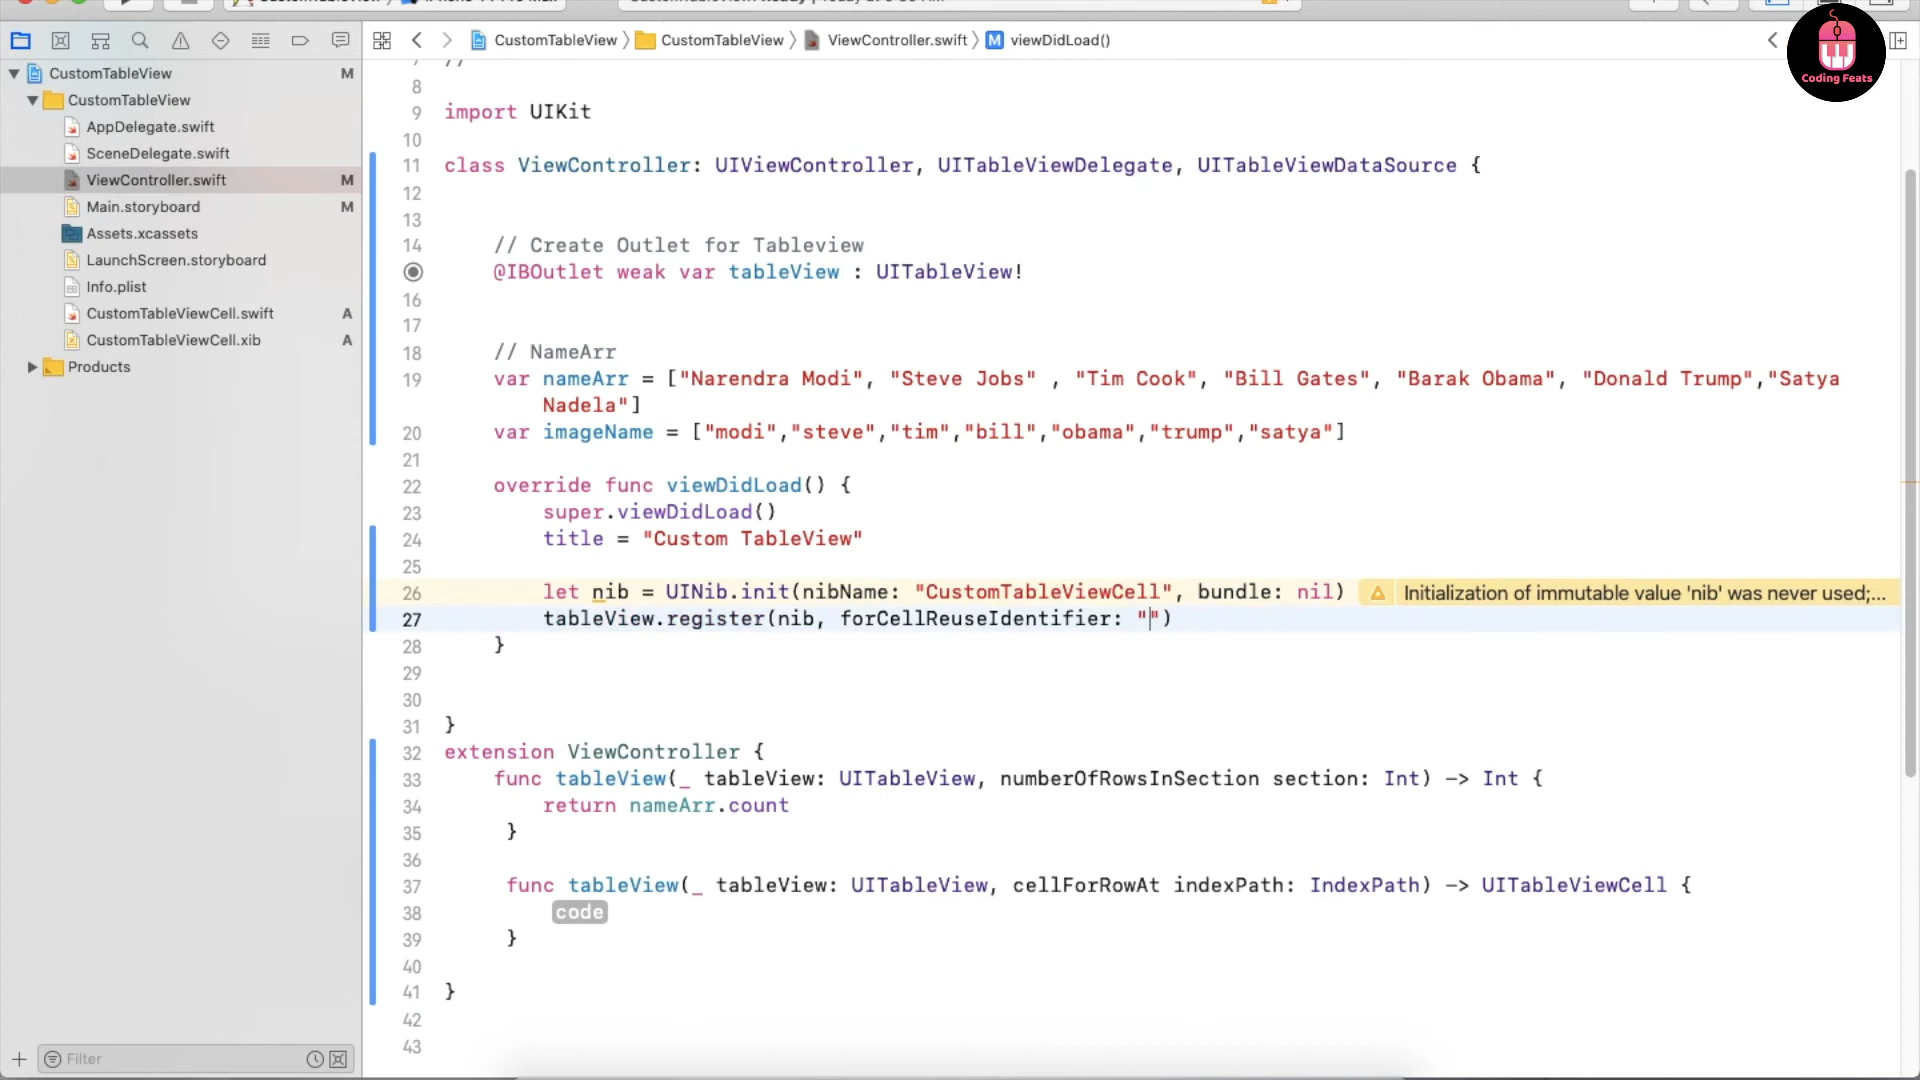 CustomTableView 〉 CustomTableView 〉 ViewController.swift 〉 M viewDidLoad()
Coding Feats
CustomTableView M
CustomTableView
AppDelegate.swift
SceneDelegate.swift
ViewController.swift M
Main.storyboard M
Assets.xcassets
LaunchScreen.storyboard
Info.plist
CustomTableViewCell.swift A
CustomTableViewCell.xib A
Products
Filter
7 //
8
9 import UIKit
10
11 class ViewController: UIViewController, UITableViewDelegate, UITableViewDataSource {
12
13
14 // Create Outlet for Tableview
@IBOutlet weak var tableView : UITableView!
16
17
18 // NameArr
19 var nameArr = ["Narendra Modi", "Steve Jobs" , "Tim Cook", "Bill Gates", "Barak Obama", "Donald Trump","Satya
Nadela"]
20 var imageName = ["modi","steve","tim","bill","obama","trump","satya"]
21
22 override func viewDidLoad() {
23 super.viewDidLoad()
24 title = "Custom TableView"
25
26 let nib = UINib.init(nibName: "CustomTableViewCell", bundle: nil) Initialization of immutable value 'nib' was never used;...
27 tableView.register(nib, forCellReuseIdentifier: "")
28 }
29
30
31 }
32 extension ViewController {
33 func tableView(_ tableView: UITableView, numberOfRowsInSection section: Int) -> Int {
34 return nameArr.count
35 }
36
37 func tableView(_ tableView: UITableView, cellForRowAt indexPath: IndexPath) -> UITableViewCell {
38 code
39 }
40
41 }
42
43